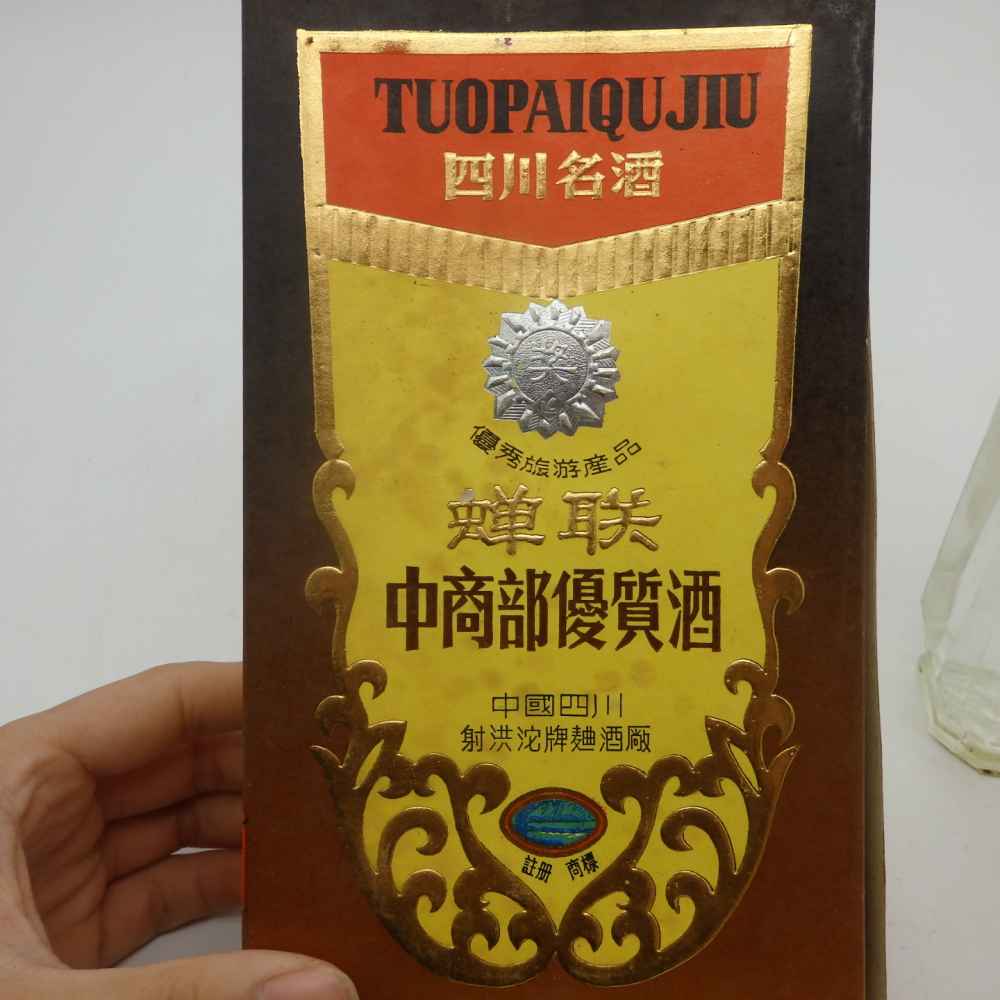 TUOPAIQUJIU
四川名酒
優秀旅游產品
蝉联
中商部優質酒
中國四川
射洪沱牌麯酒廠
註册 商標